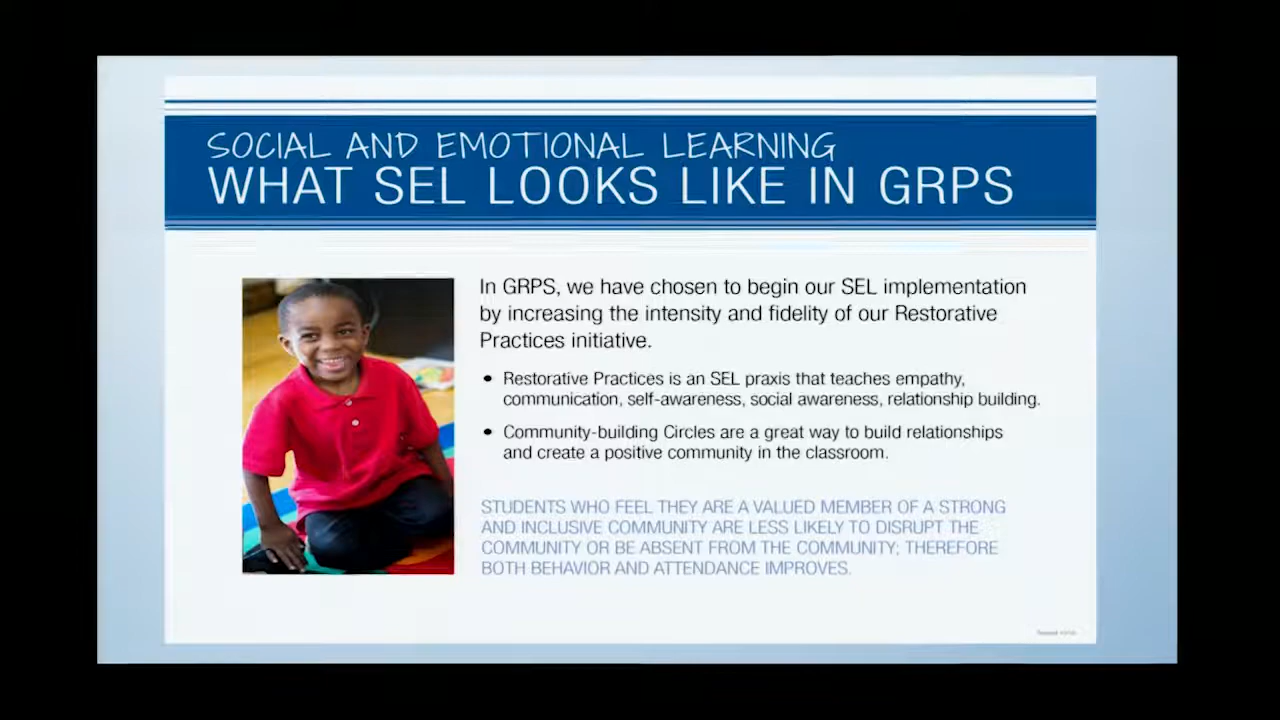 SOCIAL AND EMOTIONAL LEARNING
WHAT SEL LOOKS LIKE IN GRPS
In GRPS, we have chosen to begin our SEL implementation
by increasing the intensity and fidelity of our Restorative
Practices initiative.
• Restorative Practices is an SEL praxis that teaches empathy,
communication, self-awareness, social awareness, relationship building.
• Community-building Circles are a great way to build relationships
and create a positive community in the classroom.
STUDENTS WHO FEEL THEY ARE A VALUED MEMBER OF A STRONG
AND INCLUSIVE COMMUNITY ARE LESS LIKELY TO DISRUPT THE
COMMUNITY OR BE ABSENT FROM THE COMMUNITY; THEREFORE
BOTH BEHAVIOR AND ATTENDANCE IMPROVES.